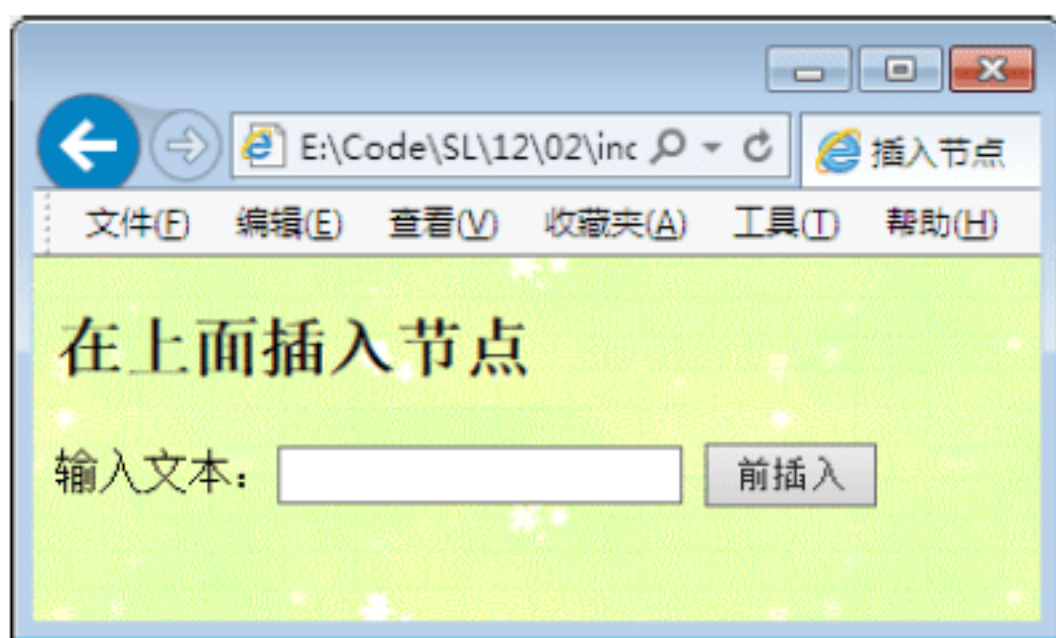 E:\Code\SL\12\02\inc 插入节点
文件(F) 编辑(E) 查看(V) 收藏夹(A) 工具(T) 帮助(H)
在上面插入节点
输入文本： 前插入